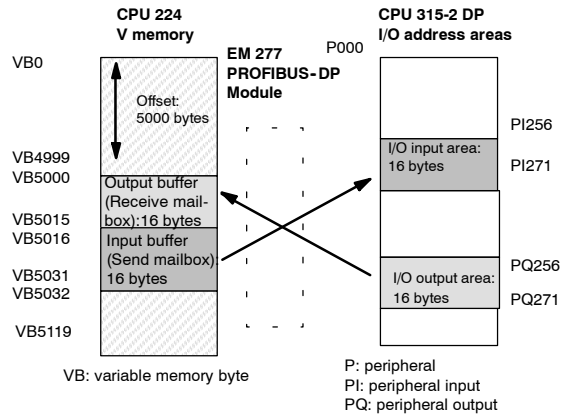 CPU 224
V memory
CPU 315-2 DP
I/O address areas
EM 277
PROFIBUS-DP
Module
P000
VB0
Offset:
5000 bytes
VB4999
VB5000
Output buffer
(Receive mail-
box):16 bytes
VB5015
VB5016
Input buffer
(Send mailbox):
16 bytes
VB5031
VB5032
VB5119
PI256
I/O input area:
16 bytes
PI271
PQ256
I/O output area:
16 bytes
PQ271
VB: variable memory byte
P: peripheral
PI: peripheral input
PQ: peripheral output